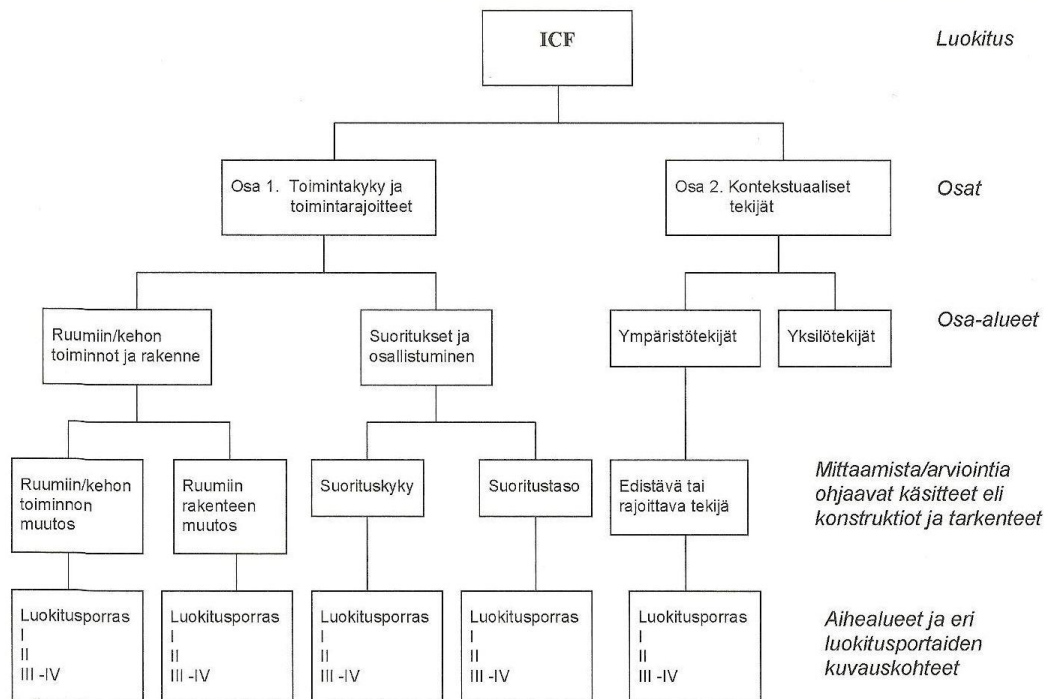 ICF
Luokitus
Osa 1. Toimintakyky ja
toimintarajoitteet
Osa 2. Kontekstuaaliset
tekijät
Osat
Ruumiin/kehon
toiminnot ja rakenne
Suoritukset ja
osallistuminen
Ympäristötekijät
Yksilötekijät
Osa-alueet
Ruumiin/kehon
toiminnon
muutos
Ruumiin
rakenteen
muutos
Suorituskyky
Suoritustaso
Edistävä tai
rajoittava tekijä
Mittaamista/arviointia
ohjaavat käsitteet eli
konstruktiot ja tarkenteet
Luokitusporras
I
II
III -IV
Luokitusporras
I
II
III -IV
Luokitusporras
I
II
III -IV
Luokitusporras
I
II
III -IV
Luokitusporras
I
II
III -IV
Aihealueet ja eri
luokitusportaiden
kuvauskohteet